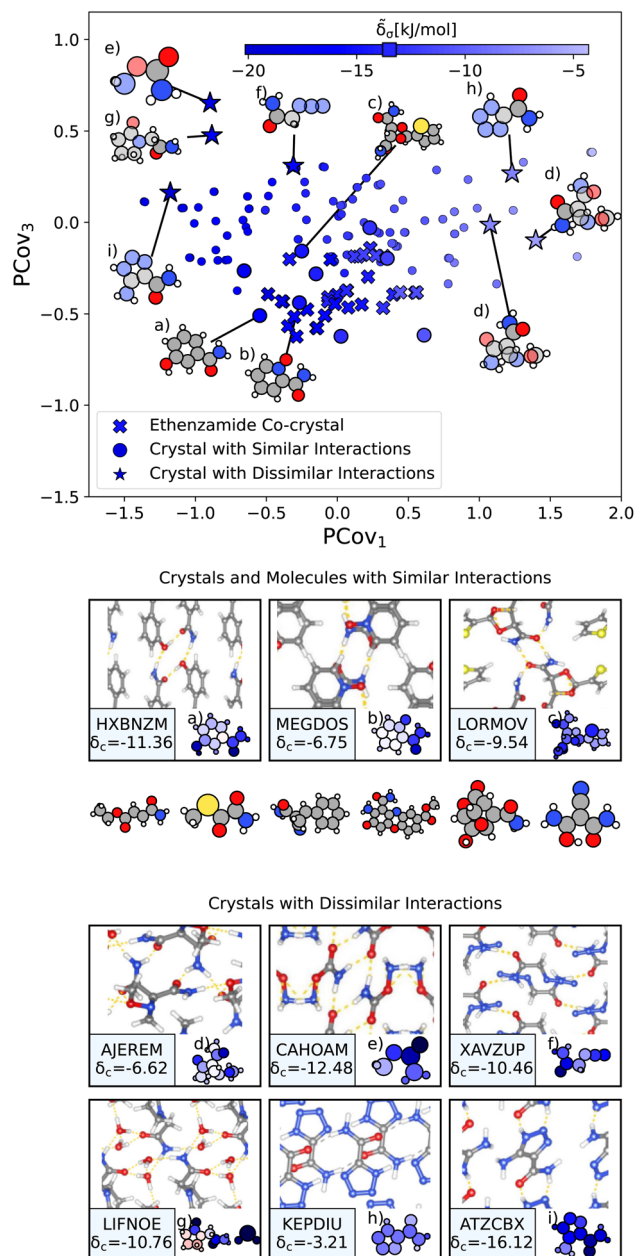 δ̃σ[kJ/mol]
−20 −15 −10 −5
e)
f)
c)
h)
g)
d)
i)
a)
b)
d)
1.0
0.5
0.0
−0.5
−1.0
−1.5
PCov₃
Ethenzamide Co-crystal
Crystal with Similar Interactions
Crystal with Dissimilar Interactions
−1.5 −1.0 −0.5 0.0 0.5 1.0 1.5 2.0
PCov₁
Crystals and Molecules with Similar Interactions
a)
HXBNZM
δc=-11.36
b)
MEGDOS
δc=-6.75
c)
LORMOV
δc=-9.54
Crystals with Dissimilar Interactions
d)
AJEREM
δc=-6.62
e)
CAHOAM
δc=-12.48
f)
XAVZUP
δc=-10.46
g)
LIFNOE
δc=-10.76
h)
KEPDIU
δc=-3.21
i)
ATZCBX
δc=-16.12